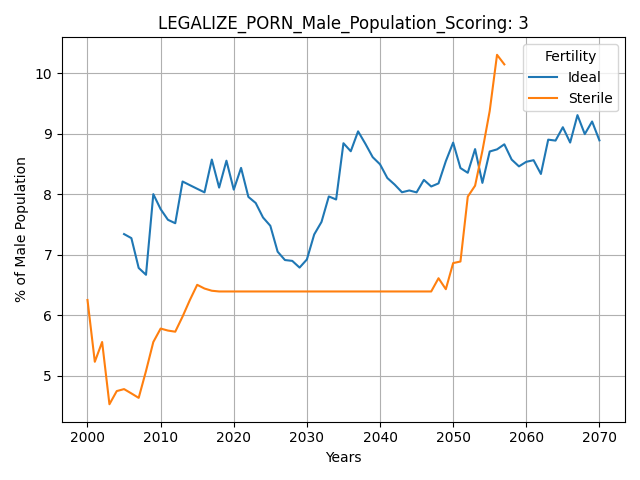 LEGALIZE_PORN_Male_Population_Scoring: 3
Fertility
Ideal
Sterile
% of Male Population
10
9
8
7
6
5
2000 2010 2020 2030 2040 2050 2060 2070
Years